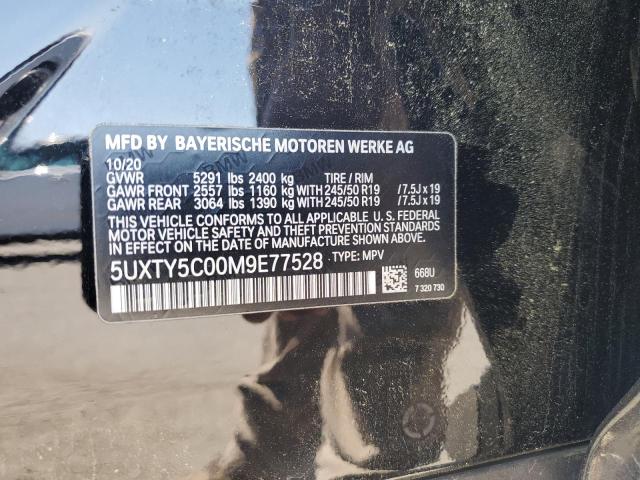 MFD BY BAYERISCHE MOTOREN WERKE AG
10/20
GVWR 5291 lbs 2400 kg TIRE / RIM
GAWR FRONT 2557 lbs 1160 kg WITH 245/50 R19 /7.5J x 19
GAWR REAR 3064 lbs 1390 kg WITH 245/50 R19 /7.5J x 19
THIS VEHICLE CONFORMS TO ALL APPLICABLE U. S. FEDERAL
MOTOR VEHICLE SAFETY AND THEFT PREVENTION STANDARDS
IN EFFECT ON THE DATE OF MANUFACTURE SHOWN ABOVE.
5UXTY5C00M9E77528 TYPE: MPV
668U
7 320 730